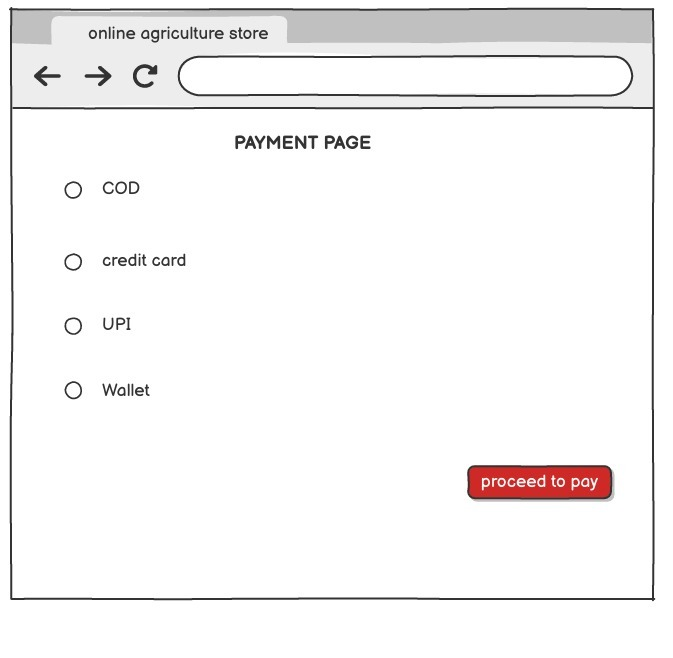 online agriculture store
PAYMENT PAGE
COD
credit card
UPI
Wallet
proceed to pay